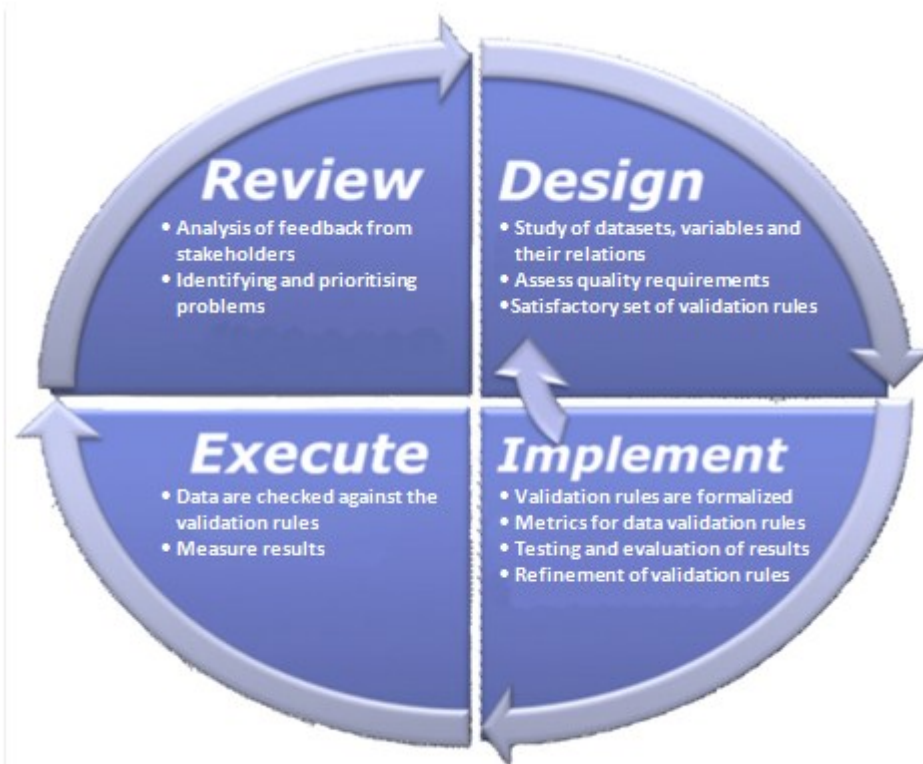 Review
• Analysis of feedback from
stakeholders
• Identifying and prioritising
problems
Design
• Study of datasets, variables and
their relations
• Assess quality requirements
•Satisfactory set of validation rules
Execute
• Data are checked against the
validation rules
• Measure results
Implement
• Validation rules are formalized
• Metrics for data validation rules
• Testing and evaluation of results
• Refinement of validation rules